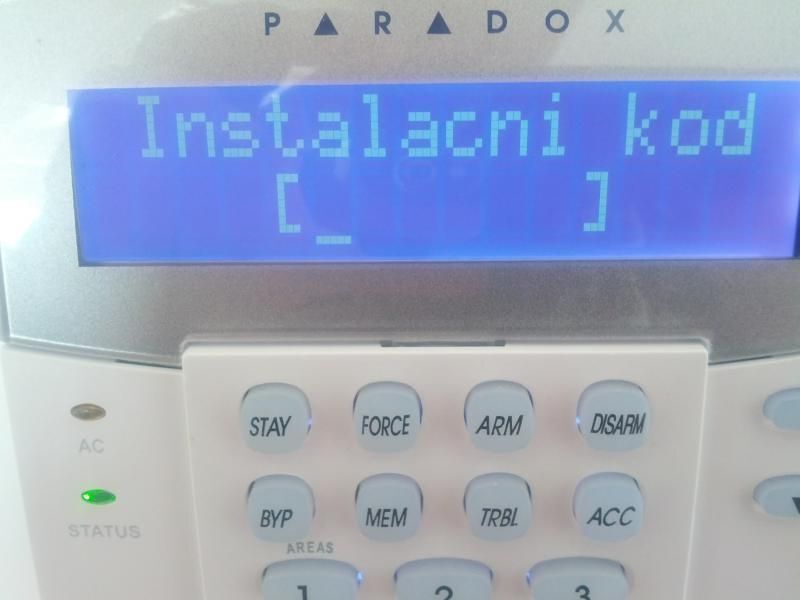 PARADOX
Instalacni kod
[_ ]
STAY FORCE ARM DISARM
AC
BYP MEM TRBL ACC
STATUS
AREAS
1 2 3